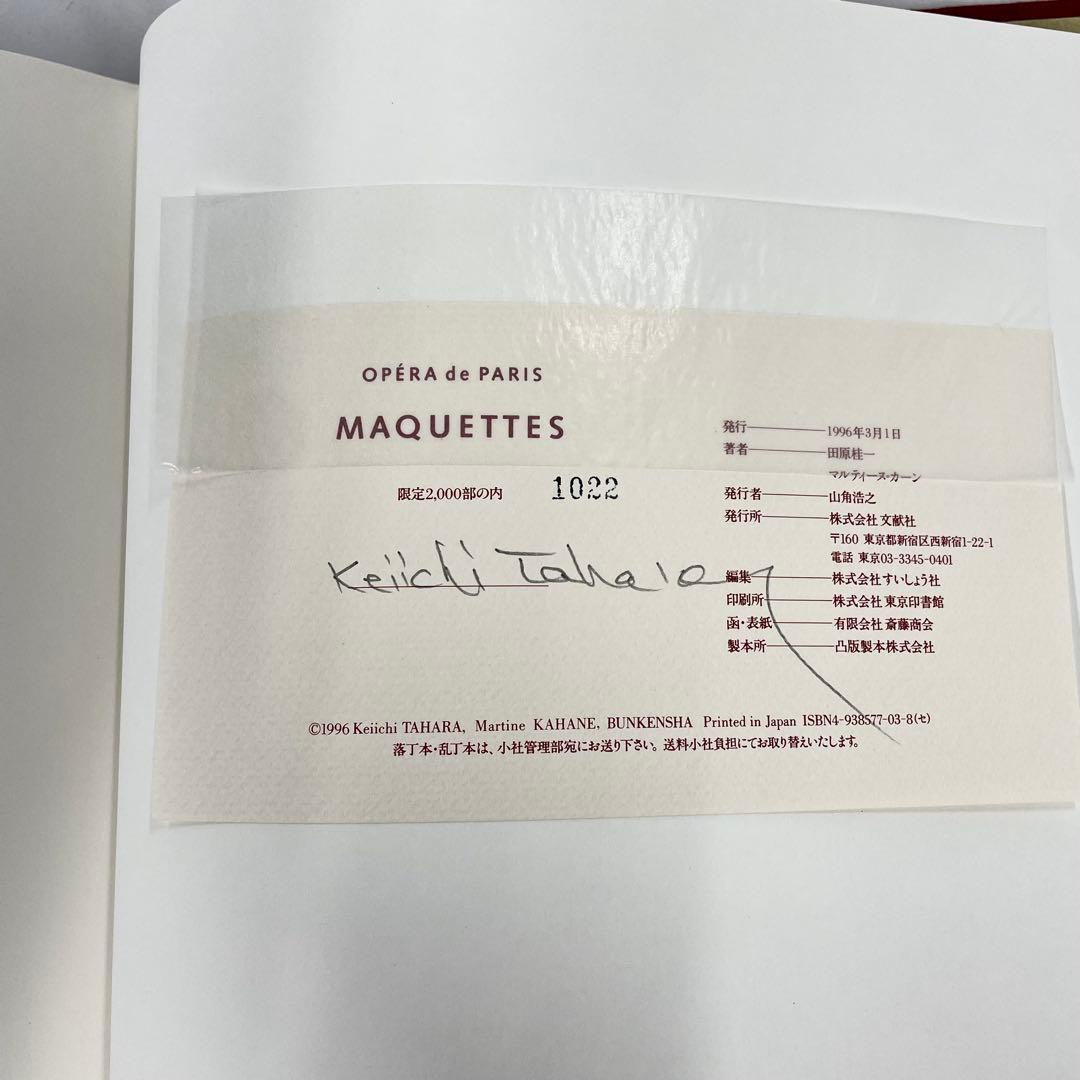 OPÉRA de PARIS
MAQUETTES
限定2,000部の内 1022
Keiichi Tahara
発行———1996年3月1日
著者———田原桂一
マルティーヌ・カーン
発行者———山角浩之
発行所———株式会社 文献社
〒160 東京都新宿区西新宿1-22-1
電話 東京03-3345-0401
編集———株式会社すいしょう社
印刷所———株式会社 東京印書館
函・表紙———有限会社 斎藤商会
製本所———凸版製本株式会社
©1996 Keiichi TAHARA, Martine KAHANE, BUNKENSHA Printed in Japan ISBN4-938577-03-8(セ)
落丁本・乱丁本は、小社管理部宛にお送り下さい。送料小社負担にてお取り替えいたします。